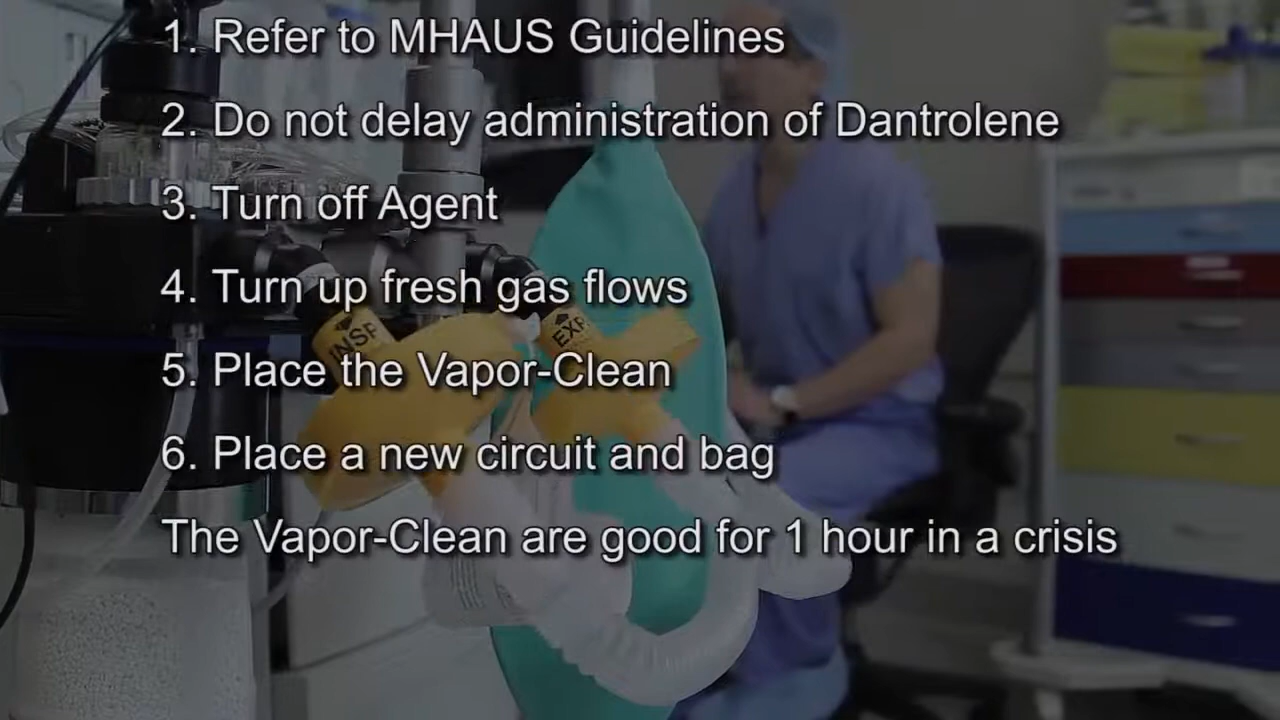 1. Refer to MHAUS Guidelines
2. Do not delay administration of Dantrolene
3. Turn off Agent
4. Turn up fresh gas flows
INSP
EXP
5. Place the Vapor-Clean
6. Place a new circuit and bag
The Vapor-Clean are good for 1 hour in a crisis